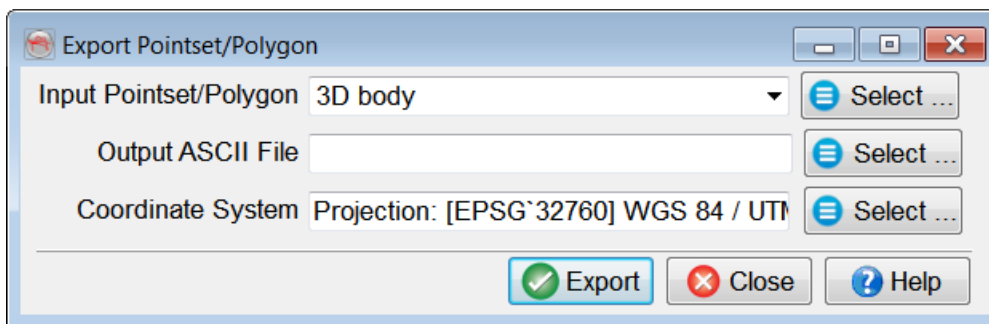 Export Pointset/Polygon
Input Pointset/Polygon 3D body Select ...
Output ASCII File Select ...
Coordinate System Projection: [EPSG`32760] WGS 84 / UTM Select ...
Export Close Help